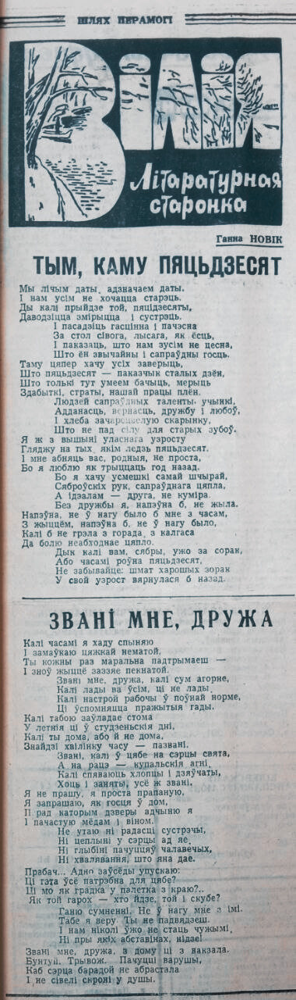 ШЛЯХ ПЕРАМОГІ
ВІЛІЯ
Літаратурная
старонка
Ганна НОВІК
ТЫМ, КАМУ ПЯЦЬДЗЕСЯТ
Мы лічым даты, адзначаем даты.
І нам усім не хочацца старэць.
Ды калі прыйдзе той, пяцідзесяты,
Даводзіцца змірыцца і сустрэць.
І пасадзіць гасцінна і пачэсна
За стол сівога, лысага, як ёсць,
І паказаць, што нам зусім не цесна,
Што ён звычайны і сапраўдны госць.
Таму цяпер хачу усіх заверыць,
Што пяцьдзесят — паказчык сталых дзён,
Што толькі тут умеем бачыць, мерыць
Здабыткі, страты, нашай працы плён.
Людзей сапраўдных таленты, учынкі,
Адданасць, вернасць, дружбу і любоў,
І хлеба зачарсцвелую скарынку,
Што не пад сілу для старых зубоў.
Я ж з вышыні уласнага узросту
Гляджу на тых, якім ледзь пяцьдзесят.
І мне абняць вас, родныя, не проста,
Бо я люблю як трыццаць год назад.
Бо я хачу усмешкі самай шчырай,
Сяброўскіх рук, сапраўднага цяпла,
А ідэалам — друга, не куміра.
Без дружбы я, напэўна б, не жыла.
Напэўна, не ў нагу было б мне з часам,
З жыццём, напэўна б, не ў нагу было,
Калі б не грэла з горада, з калгаса
Да болю неабходнае цяпло.
Дык калі вам, сябры, ужо за сорак,
Або часамі роўна пяцьдзесят,
Не забывайце: шмат харошых зорак
У свой узрост вярнулася б назад.
ЗВАНІ МНЕ, ДРУЖА
Калі часамі я хаду спыняю
І замаўкаю цяжкай нематой,
Ты кожны раз маральна падтрымаеш —
І зноў жыццё заззяе пекнатой.
Звані мне, дружа, калі сум агорне,
Калі лады ва ўсім, ці не лады,
Калі настрой рабочы ў поўнай норме,
Ці ўспомняцца пражытыя гады.
Калі табою заўладае стома
У летнія ці ў студзеньскія дні,
Калі ты дома, або й не дома,
Знайдзі хвілінку часу — пазвані.
Звані, калі ў цябе на сэрцы свята,
А на рацэ — купальскія агні,
Калі спяваюць хлопцы і дзяўчаты,
Хоць і заняты, усё ж звані.
Я не прашу, я проста прапаную,
Я запрашаю, як госця ў дом,
П рад каторым дзверы адчыню я
І пачастую мёдам і віном.
Не утаю ні радасці сустрэчы,
Ні цеплыні у сэрцы ад яе,
Ні глыбіні пачуццяў чалавечых,
Ні хвалявання, што яна дае.
Прабач... Адно заўсёды упускаю:
Ці гэта ўсё патрэбна для цябе?
Ці мо як градка у палетка з краю?..
Як той гарох — хто йдзе, той і скубе?
Ганю сумненні. Не ў нагу мне з імі.
Табе я веру. Ты не падвядзеш.
І нам ніколі ўжо не стаць чужымі,
Ні пры якіх абставінах, нідзе!
Звані мне, дружа, з дому ці з вакзала.
Бунтуй. Трывож. Пачуцці варушы,
Каб сэрца барадой не абрастала
І не сівелі скроні у душы.